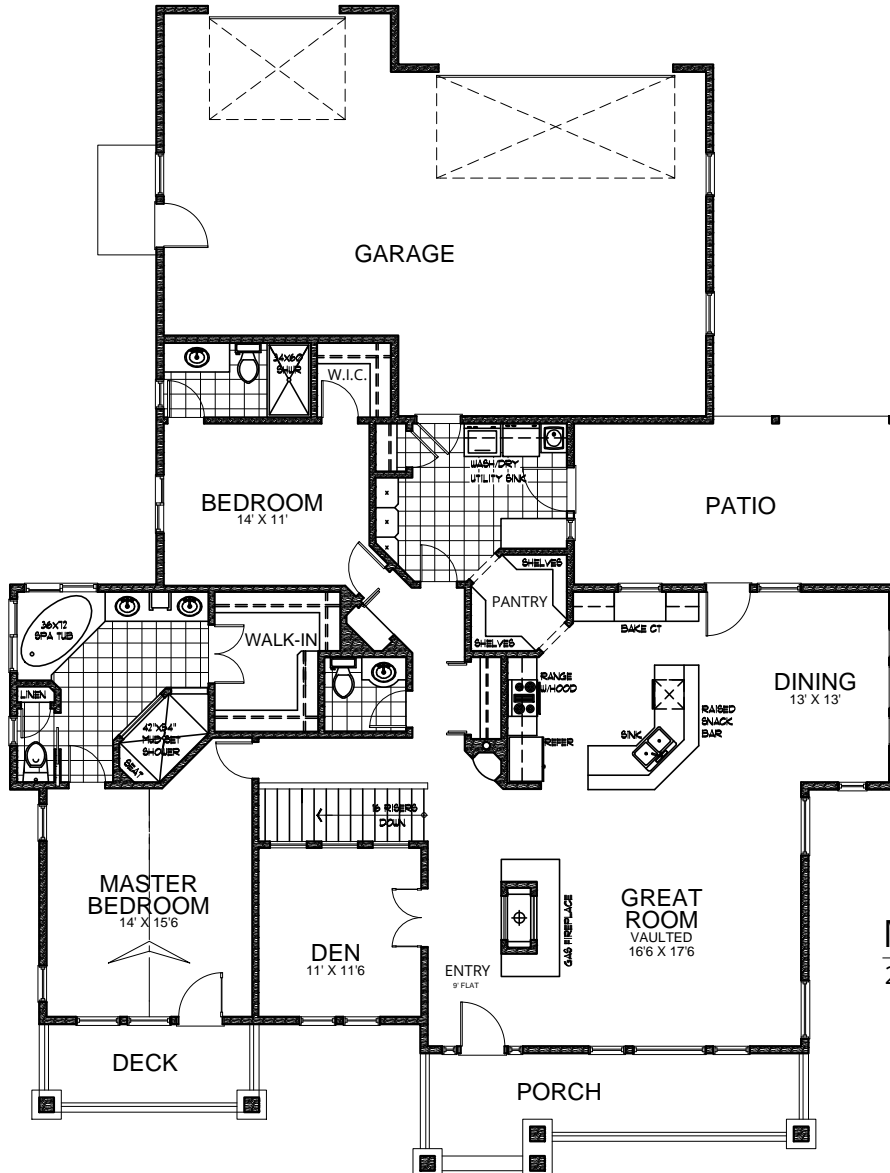 GARAGE
34X60
SHWR
W.I.C.
WASH/DRY
UTILITY SINK
BEDROOM
14' X 11'
PATIO
SHELVES
PANTRY
SHELVES
BAKE CT
36X72
SPA TUB
WALK-IN
LINEN
RANGE
W/HOOD
DINING
13' X 13'
RAISED
SNACK
BAR
SINK
REFER
42"x54"
MUD SET
SHOWER
SEAT
16 RISERS
DOWN
MASTER
BEDROOM
14' X 15'6
DEN
11' X 11'6
GAS FIREPLACE
GREAT
ROOM
VAULTED
16'6 X 17'6
ENTRY
9' FLAT
DECK
PORCH